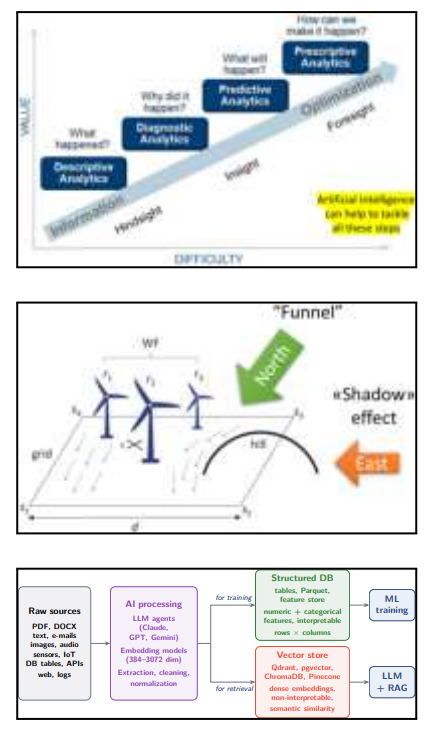 How can we
make it happen?
Prescriptive
Analytics
What will
happen?
Predictive
Analytics
Why did it
happen?
Diagnostic
Analytics
What
happened?
Descriptive
Analytics
VALUE
Information
Optimization
Hindsight
Insight
Foresight
Artificial Intelligence
can help to tackle
all these steps
DIFFICULTY
"Funnel"
North
«Shadow»
effect
East
WF
r₁
r₂
r₃
grid
hill
d
Raw sources
PDF, DOCX
text, e-mails
images, audio
sensors, IoT
DB tables, APIs
web, logs
AI processing
LLM agents
(Claude,
GPT, Gemini)
Embedding models
(384–3072 dim)
Extraction, cleaning,
normalization
for training
for retrieval
Structured DB
tables, Parquet,
feature store
numeric + categorical
features, interpretable
rows × columns
Vector store
Qdrant, pgvector,
ChromaDB, Pinecone
dense embeddings,
non-interpretable,
semantic similarity
ML
training
LLM
+ RAG